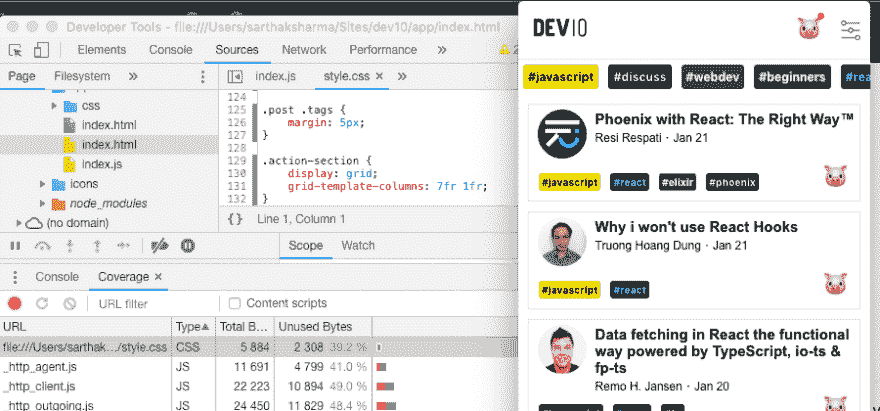 Developer Tools - file:///Users/sarthaksharma/Sites/dev10/app/index.html
Elements Console Sources Network Performance » 2
Page Filesystem » index.js style.css × »
css
index.html
index.html
index.js
icons
node_modules
(no domain)
124
125 .post .tags {
126 margin: 5px;
127 }
128
129 .action-section {
130 display: grid;
131 grid-template-columns: 7fr 1fr;
132 }
{} Line 1, Column 1
Scope Watch
Console Coverage ×
URL filter Content scripts
URL Type▲ Total B... Unused Bytes
file:///Users/sarthak.../style.css CSS 5 884 2 308 39.2 %
_http_agent.js JS 11 691 4 799 41.0 %
_http_client.js JS 22 223 10 894 49.0 %
_http_outgoing.js JS 24 450 11 829 48.4 %
DEV10
#javascript #discuss #webdev #beginners #rea
Phoenix with React: The Right Way™
Resi Respati · Jan 21
#javascript #react #elixir #phoenix
Why i won't use React Hooks
Truong Hoang Dung · Jan 21
#javascript #react
Data fetching in React the functional
way powered by TypeScript, io-ts &
fp-ts
Remo H. Jansen · Jan 20